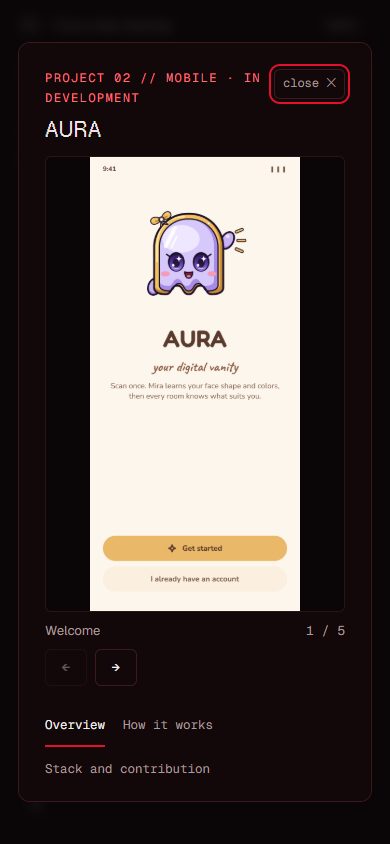 PROJECT 02 // MOBILE · IN
DEVELOPMENT
close ×
AURA
9:41
AURA
your digital vanity
Scan once. Mira learns your face shape and colors,
then every room knows what suits you.
Get started
I already have an account
Welcome
1 / 5
← →
Overview How it works
Stack and contribution